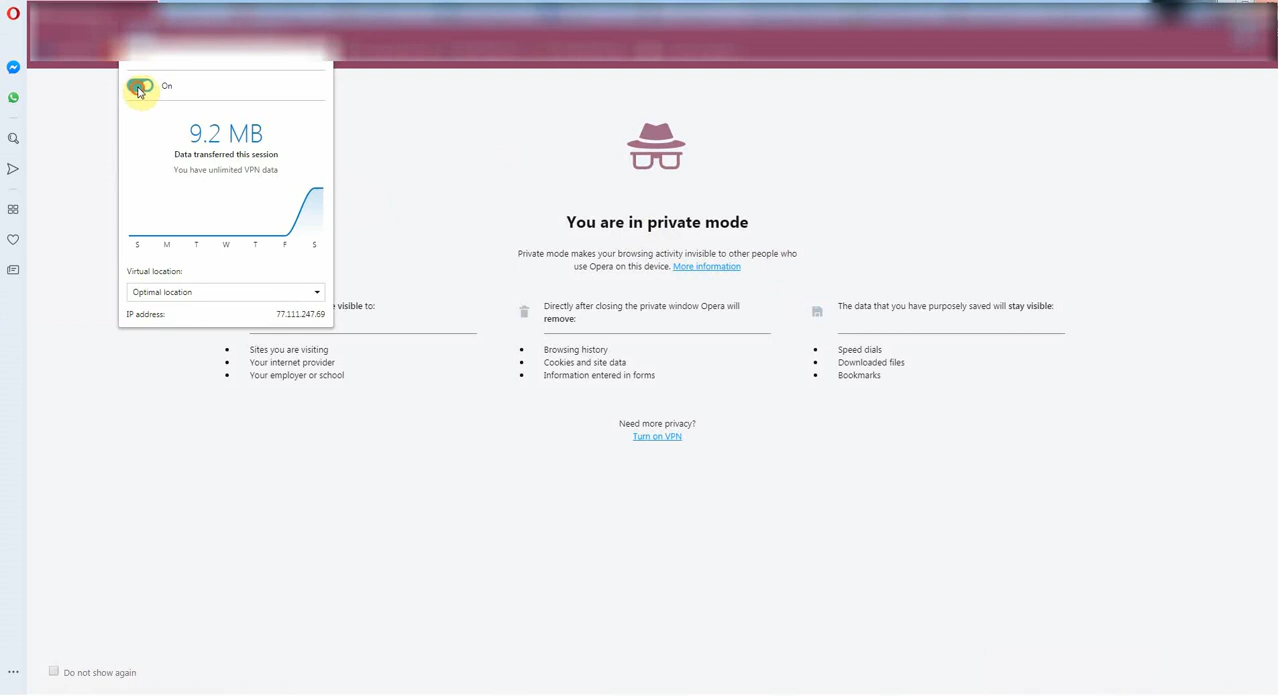 On
9.2 MB
Data transferred this session
You have unlimited VPN data
S M T W T F S
Virtual location:
Optimal location
IP address: 77.111.247.69
You are in private mode
Private mode makes your browsing activity invisible to other people who
use Opera on this device. More information
visible to:
Sites you are visiting
Your internet provider
Your employer or school
Directly after closing the private window Opera will
remove:
Browsing history
Cookies and site data
Information entered in forms
The data that you have purposely saved will stay visible:
Speed dials
Downloaded files
Bookmarks
Need more privacy?
Turn on VPN
Do not show again